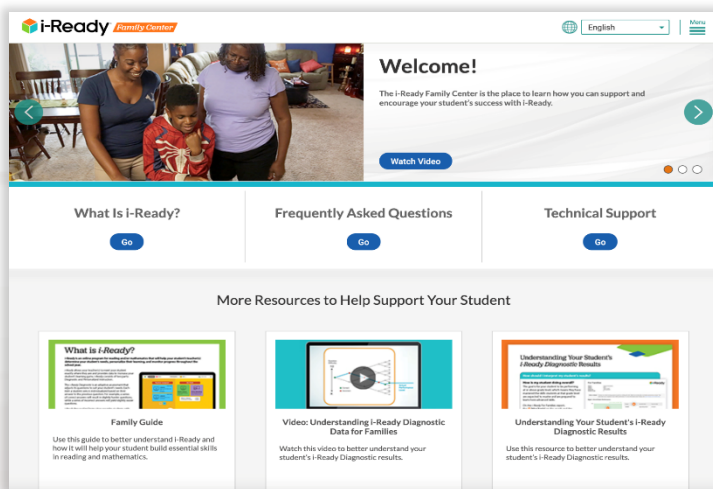 i-Ready Family Center
English
Menu
Welcome!
The i-Ready Family Center is the place to learn how you can support and
encourage your student's success with i-Ready.
Watch Video
What Is i-Ready?
Go
Frequently Asked Questions
Go
Technical Support
Go
More Resources to Help Support Your Student
What is i-Ready?
Family Guide
Use this guide to better understand i-Ready and
how it will help your student build essential skills
in reading and mathematics.
Video: Understanding i-Ready Diagnostic
Data for Families
Watch this video to better understand your
student's i-Ready Diagnostic results.
Understanding Your Student's
i-Ready Diagnostic Results
Understanding Your Student's i-Ready
Diagnostic Results
Use this resource to better understand your
student's i-Ready Diagnostic results.